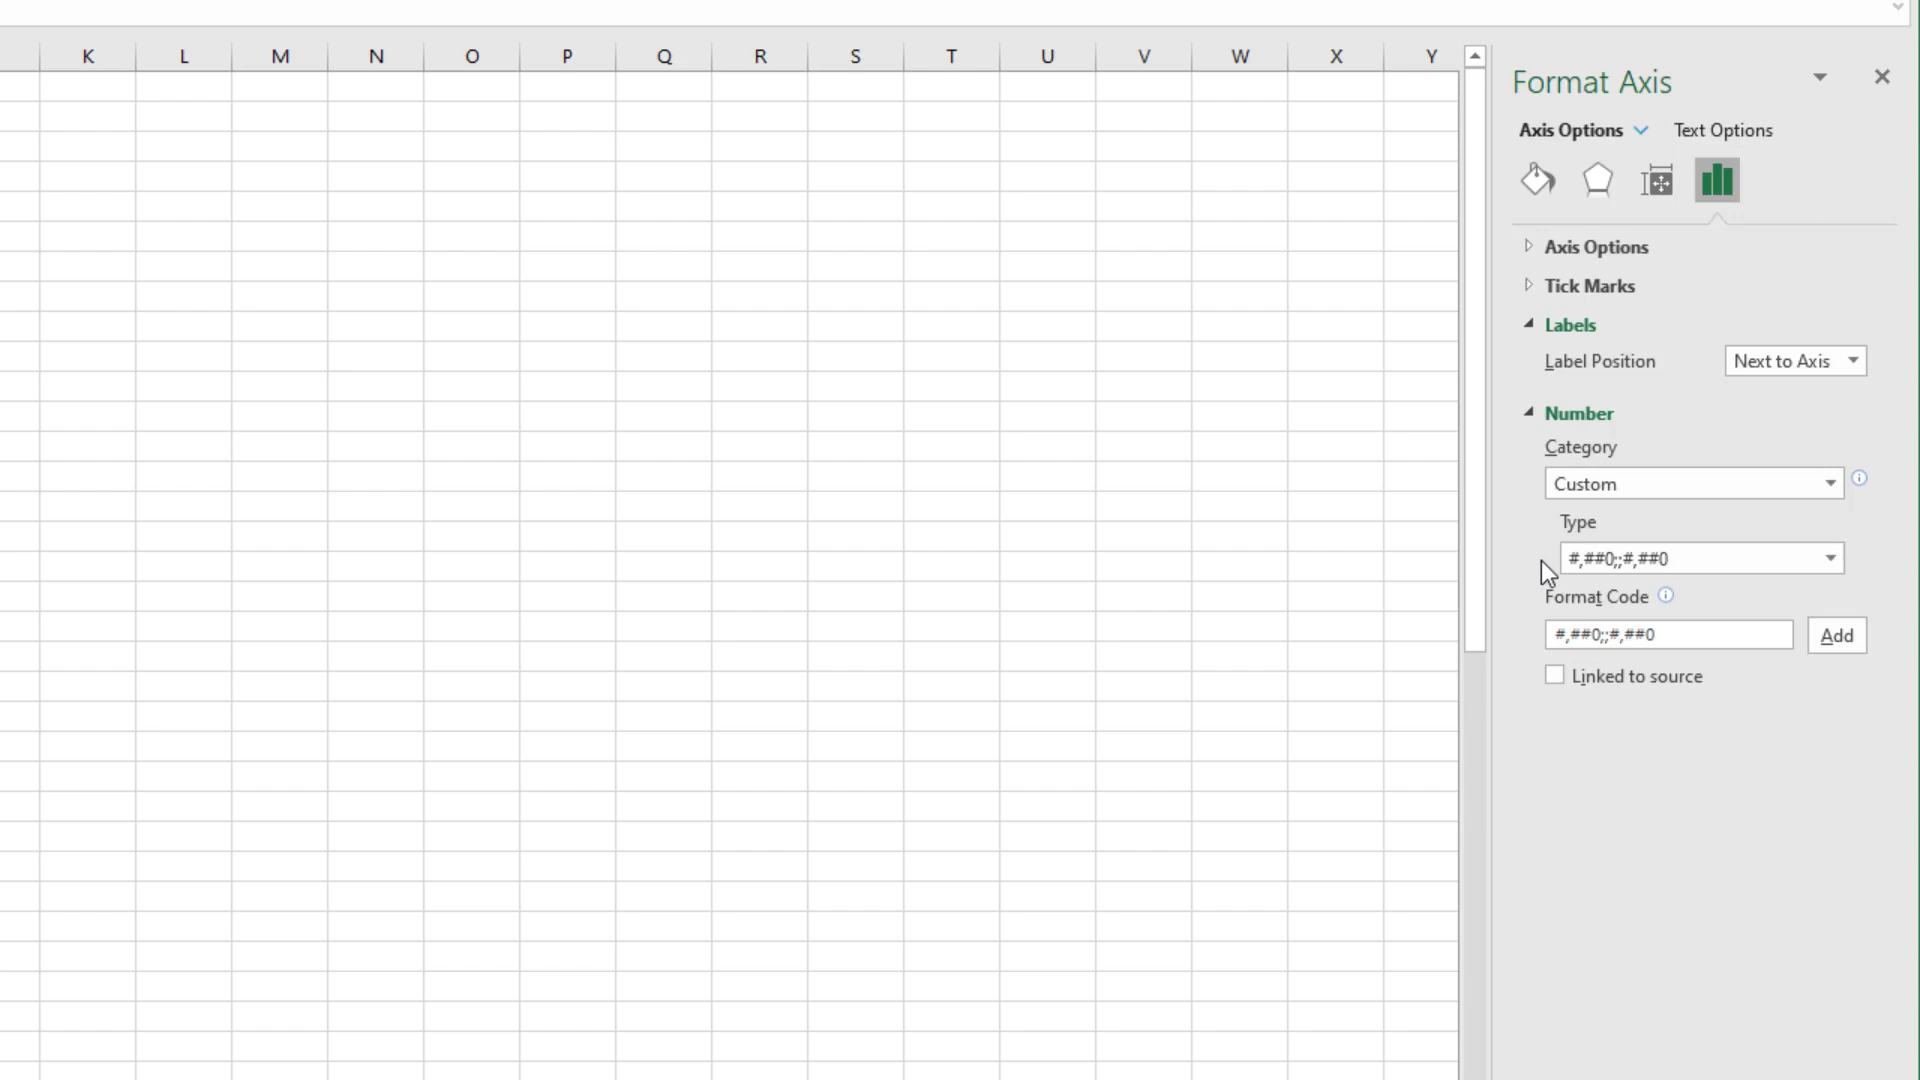 K L M N O P Q R S T U V W X Y
Format Axis
Axis Options Text Options
Axis Options
Tick Marks
Labels
Label Position Next to Axis
Number
Category
Custom
Type
#,##0;;#,##0
Format Code
#,##0;;#,##0 Add
Linked to source